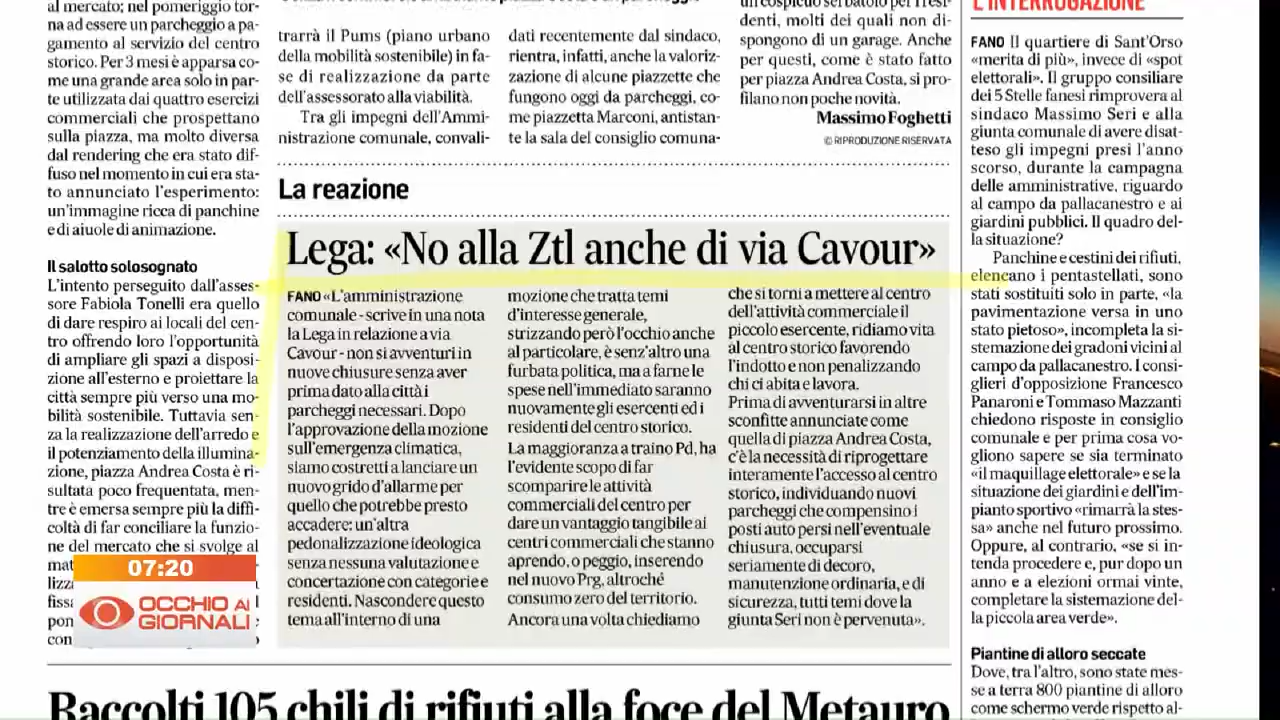 al mercato; nel pomeriggio tor-
na ad essere un parcheggio a pa-
gamento al servizio del centro
storico. Per 3 mesi è apparsa co-
me una grande area solo in par-
te utilizzata dai quattro esercizi
commerciali che prospettano
sulla piazza, ma molto diversa
dal rendering che era stato dif-
fuso nel momento in cui era sta-
to annunciato l'esperimento:
un'immagine ricca di panchine
e di aiuole di animazione.
Il salotto solosognato
L'intento perseguito dall'asses-
sore Fabiola Tonelli era quello
di dare respiro ai locali del cen-
tro offrendo loro l'opportunità
di ampliare gli spazi a disposi-
zione all'esterno e proiettare la
città sempre più verso una mo-
bilità sostenibile. Tuttavia sen-
za la realizzazione dell'arredo e
il potenziamento della illumina-
zione, piazza Andrea Costa è ri-
sultata poco frequentata, men-
tre è emersa sempre più la diffi-
coltà di far conciliare la funzio-
ne del mercato che si svolge al
07:20
OCCHIO AI
GIORNALI
trarrà il Pums (piano urbano
della mobilità sostenibile) in fa-
se di realizzazione da parte
dell'assessorato alla viabilità.
Tra gli impegni dell'Ammi-
nistrazione comunale, convali-
dati recentemente dal sindaco,
rientra, infatti, anche la valoriz-
zazione di alcune piazzette che
fungono oggi da parcheggi, co-
me piazzetta Marconi, antistan-
te la sala del consiglio comuna-
denti, molti dei quali non di-
spongono di un garage. Anche
per questi, come è stato fatto
per piazza Andrea Costa, si pro-
filano non poche novità.
Massimo Foghetti
© RIPRODUZIONE RISERVATA
La reazione
Lega: «No alla Ztl anche di via Cavour»
FANO «L'amministrazione
comunale - scrive in una nota
la Lega in relazione a via
Cavour - non si avventuri in
nuove chiusure senza aver
prima dato alla città i
parcheggi necessari. Dopo
l'approvazione della mozione
sull'emergenza climatica,
siamo costretti a lanciare un
nuovo grido d'allarme per
quello che potrebbe presto
accadere: un'altra
pedonalizzazione ideologica
senza nessuna valutazione e
concertazione con categorie e
residenti. Nascondere questo
tema all'interno di una
mozione che tratta temi
d'interesse generale,
strizzando però l'occhio anche
al particolare, è senz'altro una
furbata politica, ma a farne le
spese nell'immediato saranno
nuovamente gli esercenti ed i
residenti del centro storico.
La maggioranza a traino Pd, ha
l'evidente scopo di far
scomparire le attività
commerciali del centro per
dare un vantaggio tangibile ai
centri commerciali che stanno
aprendo, o peggio, inserendo
nel nuovo Prg, altroché
consumo zero del territorio.
Ancora una volta chiediamo
che si torni a mettere al centro
dell'attività commerciale il
piccolo esercente, ridiamo vita
al centro storico favorendo
l'indotto e non penalizzando
chi ci abita e lavora.
Prima di avventurarsi in altre
sconfitte annunciate come
quella di piazza Andrea Costa,
c'è la necessità di riprogettare
interamente l'accesso al centro
storico, individuando nuovi
parcheggi che compensino i
posti auto persi nell'eventuale
chiusura, occuparsi
seriamente di decoro,
manutenzione ordinaria, e di
sicurezza, tutti temi dove la
giunta Seri non è pervenuta».
Raccolti 105 chili di rifiuti alla foce del Metauro
L'INTERROGAZIONE
FANO Il quartiere di Sant'Orso
«merita di più», invece di «spot
elettorali». Il gruppo consiliare
dei 5 Stelle fanesi rimprovera al
sindaco Massimo Seri e alla
giunta comunale di avere disat-
teso gli impegni presi l'anno
scorso, durante la campagna
delle amministrative, riguardo
al campo da pallacanestro e ai
giardini pubblici. Il quadro del-
la situazione?
Panchine e cestini dei rifiuti,
elencano i pentastellati, sono
stati sostituiti solo in parte, «la
pavimentazione versa in uno
stato pietoso», incompleta la si-
stemazione dei gradoni vicini al
campo da pallacanestro. I consi-
glieri d'opposizione Francesco
Panaroni e Tommaso Mazzanti
chiedono risposte in consiglio
comunale e per prima cosa vo-
gliono sapere se sia terminato
«il maquillage elettorale» e se la
situazione dei giardini e dell'im-
pianto sportivo «rimarrà la stes-
sa» anche nel futuro prossimo.
Oppure, al contrario, «se si in-
tenda procedere e, pur dopo un
anno e a elezioni ormai vinte,
completare la sistemazione del-
la piccola area verde».
Piantine di alloro seccate
Dove, tra l'altro, sono state mes-
se a terra 800 piantine di alloro
come schermo verde rispetto al-